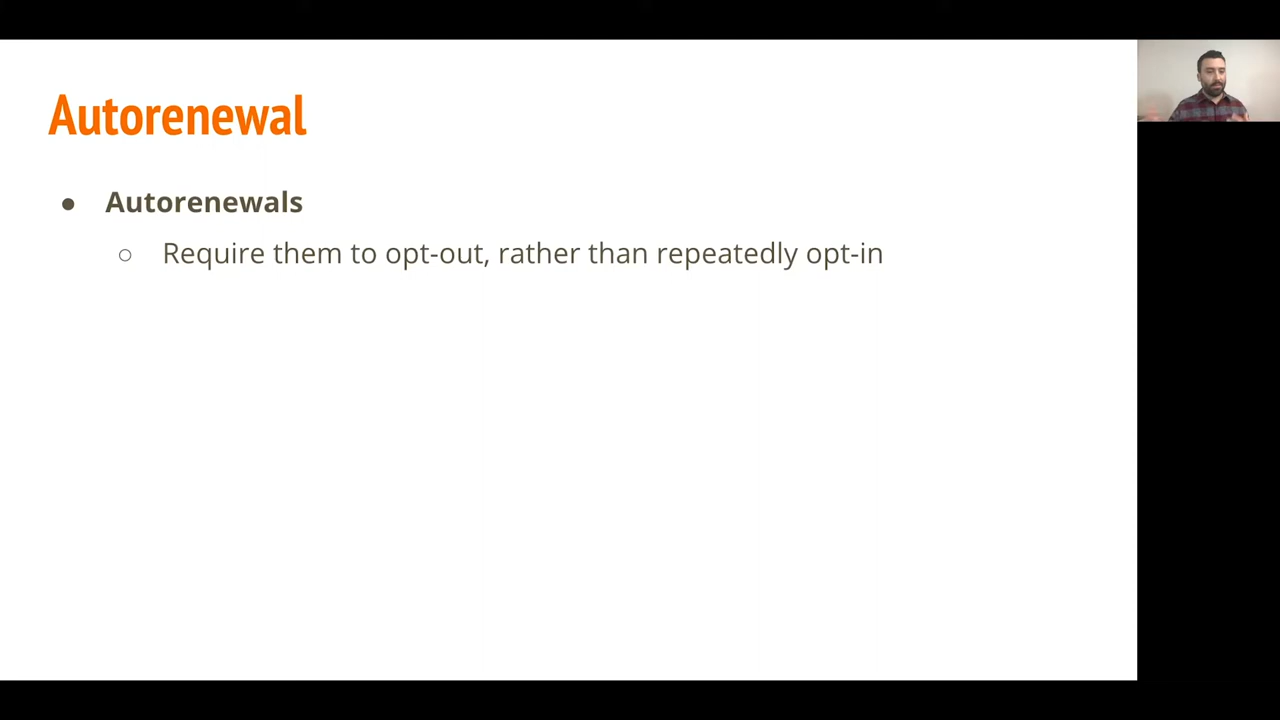 Autorenewal
● Autorenewals
○ Require them to opt-out, rather than repeatedly opt-in